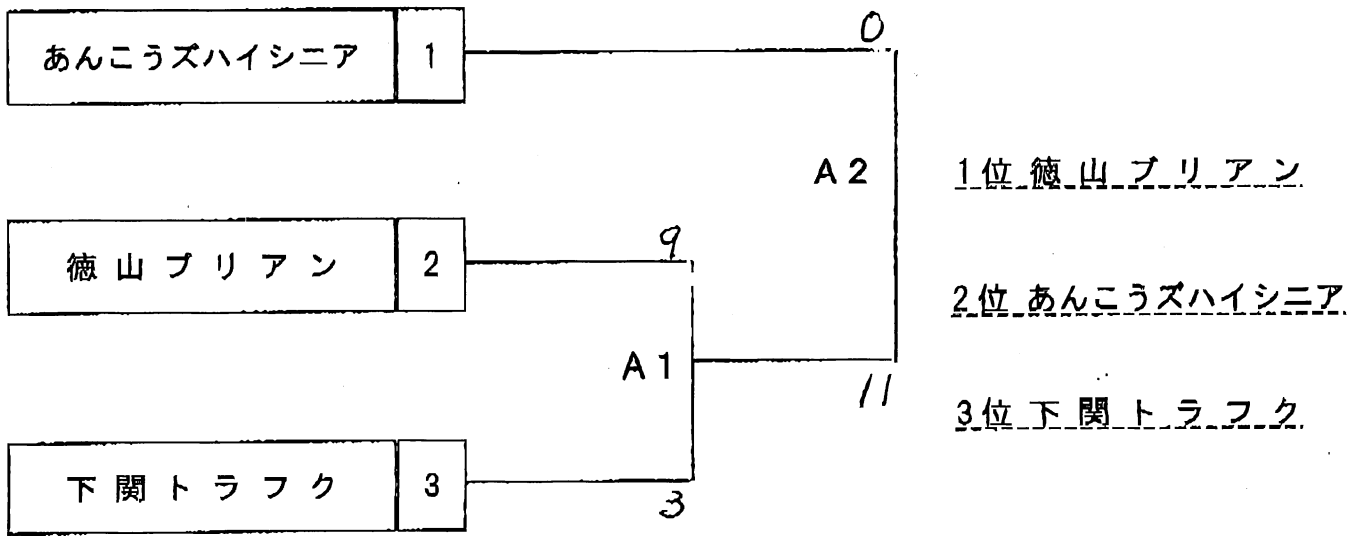 あんこうズハイシニア 1
0
A2
1位 徳山ブリアン
徳山ブリアン 2
9
2位 あんこうズハイシニア
A1
11
3位 下関トラフク
下関トラフク 3
3